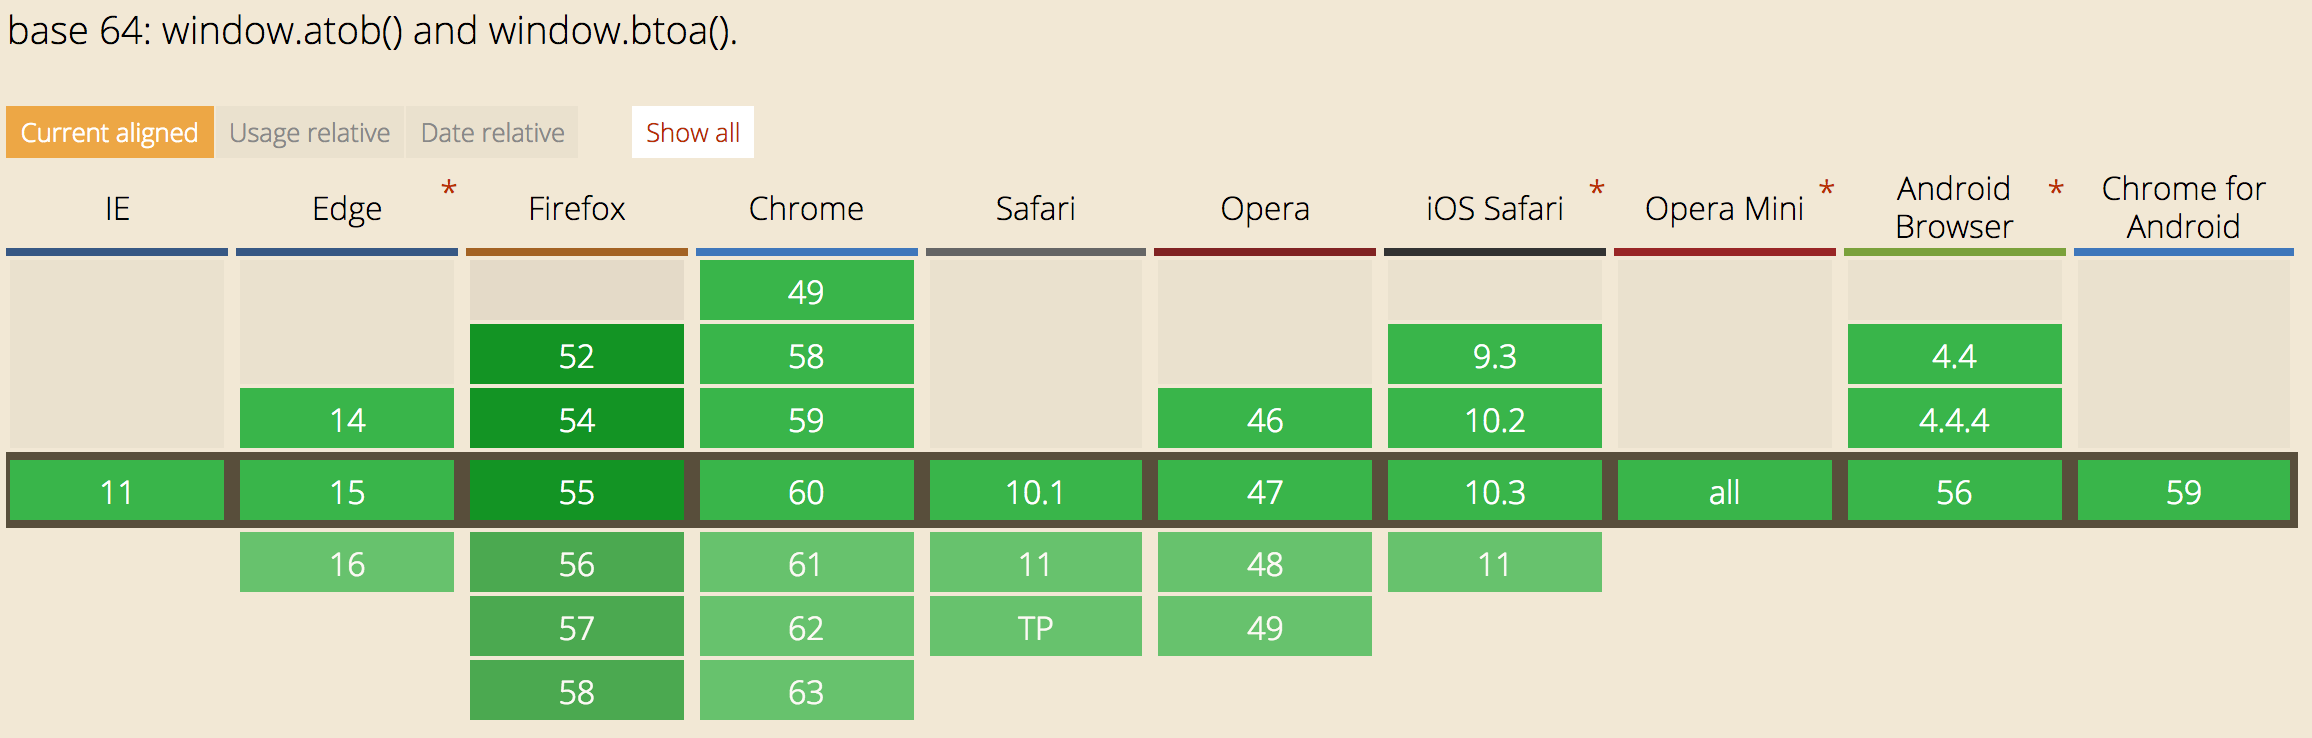 base 64: window.atob() and window.btoa().
Current aligned Usage relative Date relative Show all
IE Edge * Firefox Chrome Safari Opera iOS Safari * Opera Mini * Android Browser * Chrome for Android
49
52 58 9.3 4.4
14 54 59 46 10.2 4.4.4
11 15 55 60 10.1 47 10.3 all 56 59
16 56 61 11 48 11
57 62 TP 49
58 63